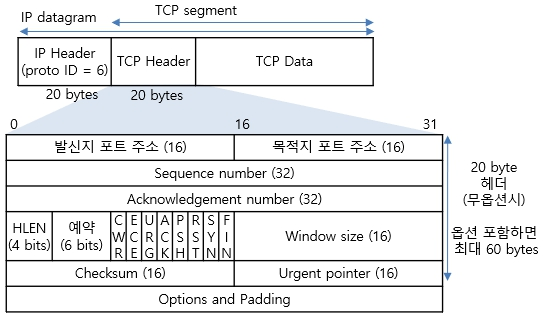 TCP segment
IP datagram
IP Header
(proto ID = 6)
TCP Header
TCP Data
20 bytes
20 bytes
0
16
31
발신지 포트 주소 (16)
목적지 포트 주소 (16)
Sequence number (32)
Acknowledgement number (32)
HLEN
(4 bits)
예약
(6 bits)
CWR
ECE
URG
ACK
PSH
RST
SYN
FIN
Window size (16)
Checksum (16)
Urgent pointer (16)
Options and Padding
20 byte
헤더
(무옵션시)
옵션 포함하면
최대 60 bytes